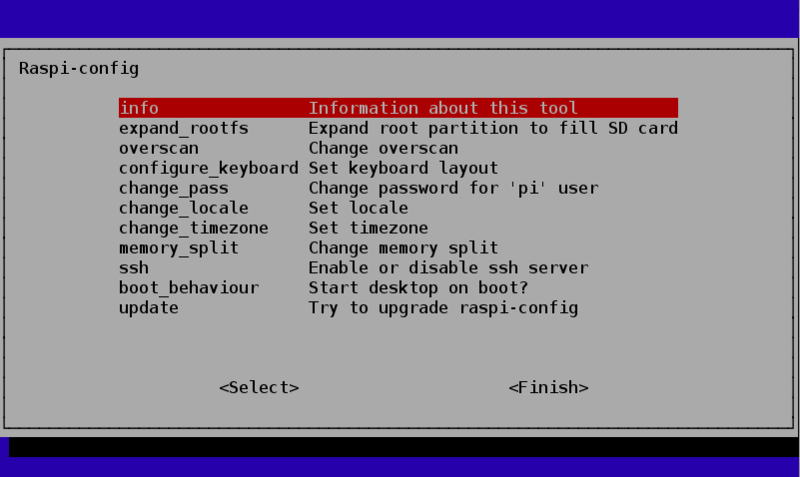 Raspi-config
info Information about this tool
expand_rootfs Expand root partition to fill SD card
overscan Change overscan
configure_keyboard Set keyboard layout
change_pass Change password for 'pi' user
change_locale Set locale
change_timezone Set timezone
memory_split Change memory split
ssh Enable or disable ssh server
boot_behaviour Start desktop on boot?
update Try to upgrade raspi-config
<Select> <Finish>